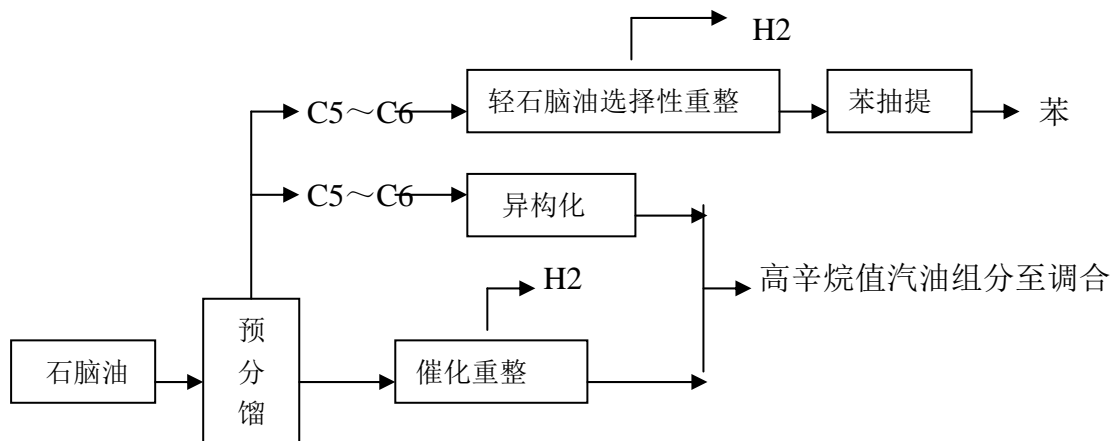 H2
C5～C6
轻石脑油选择性重整
苯抽提
苯
C5～C6
异构化
H2
高辛烷值汽油组分至调合
石脑油
预
分
馏
催化重整